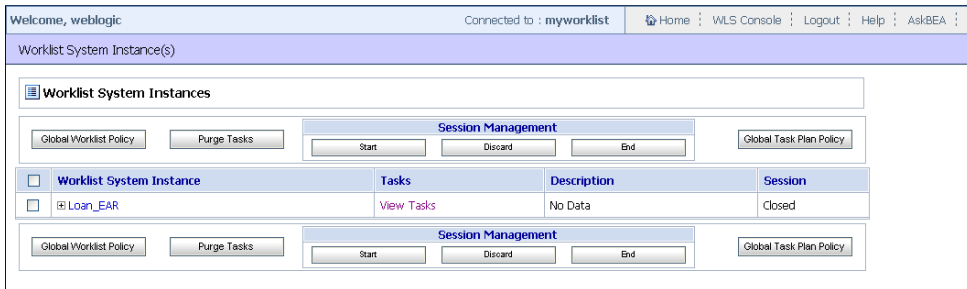 Welcome, weblogic Connected to : myworklist Home WLS Console Logout Help AskBEA
Worklist System Instance(s)
Worklist System Instances
Session Management
Global Worklist Policy Purge Tasks Start Discard End Global Task Plan Policy
Worklist System Instance Tasks Description Session
Loan_EAR View Tasks No Data Closed
Session Management
Global Worklist Policy Purge Tasks Start Discard End Global Task Plan Policy